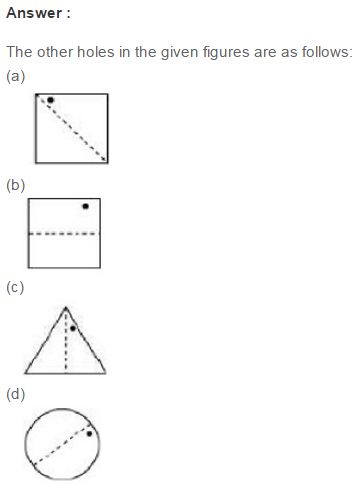 Answer :
The other holes in the given figures are as follows:
(a)
(b)
(c)
(d)